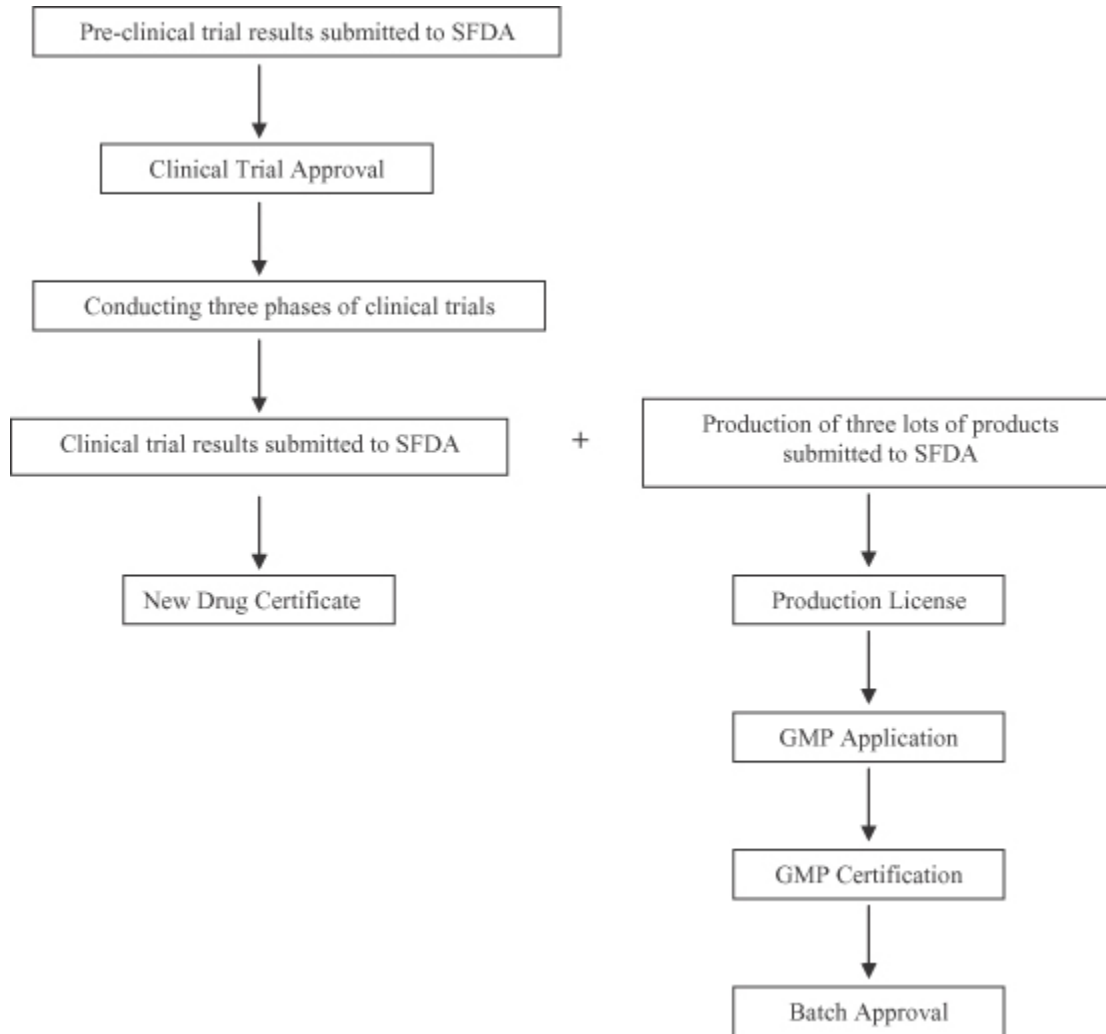 Pre-clinical trial results submitted to SFDA
Clinical Trial Approval
Conducting three phases of clinical trials
Clinical trial results submitted to SFDA
+
Production of three lots of products
submitted to SFDA
New Drug Certificate
Production License
GMP Application
GMP Certification
Batch Approval